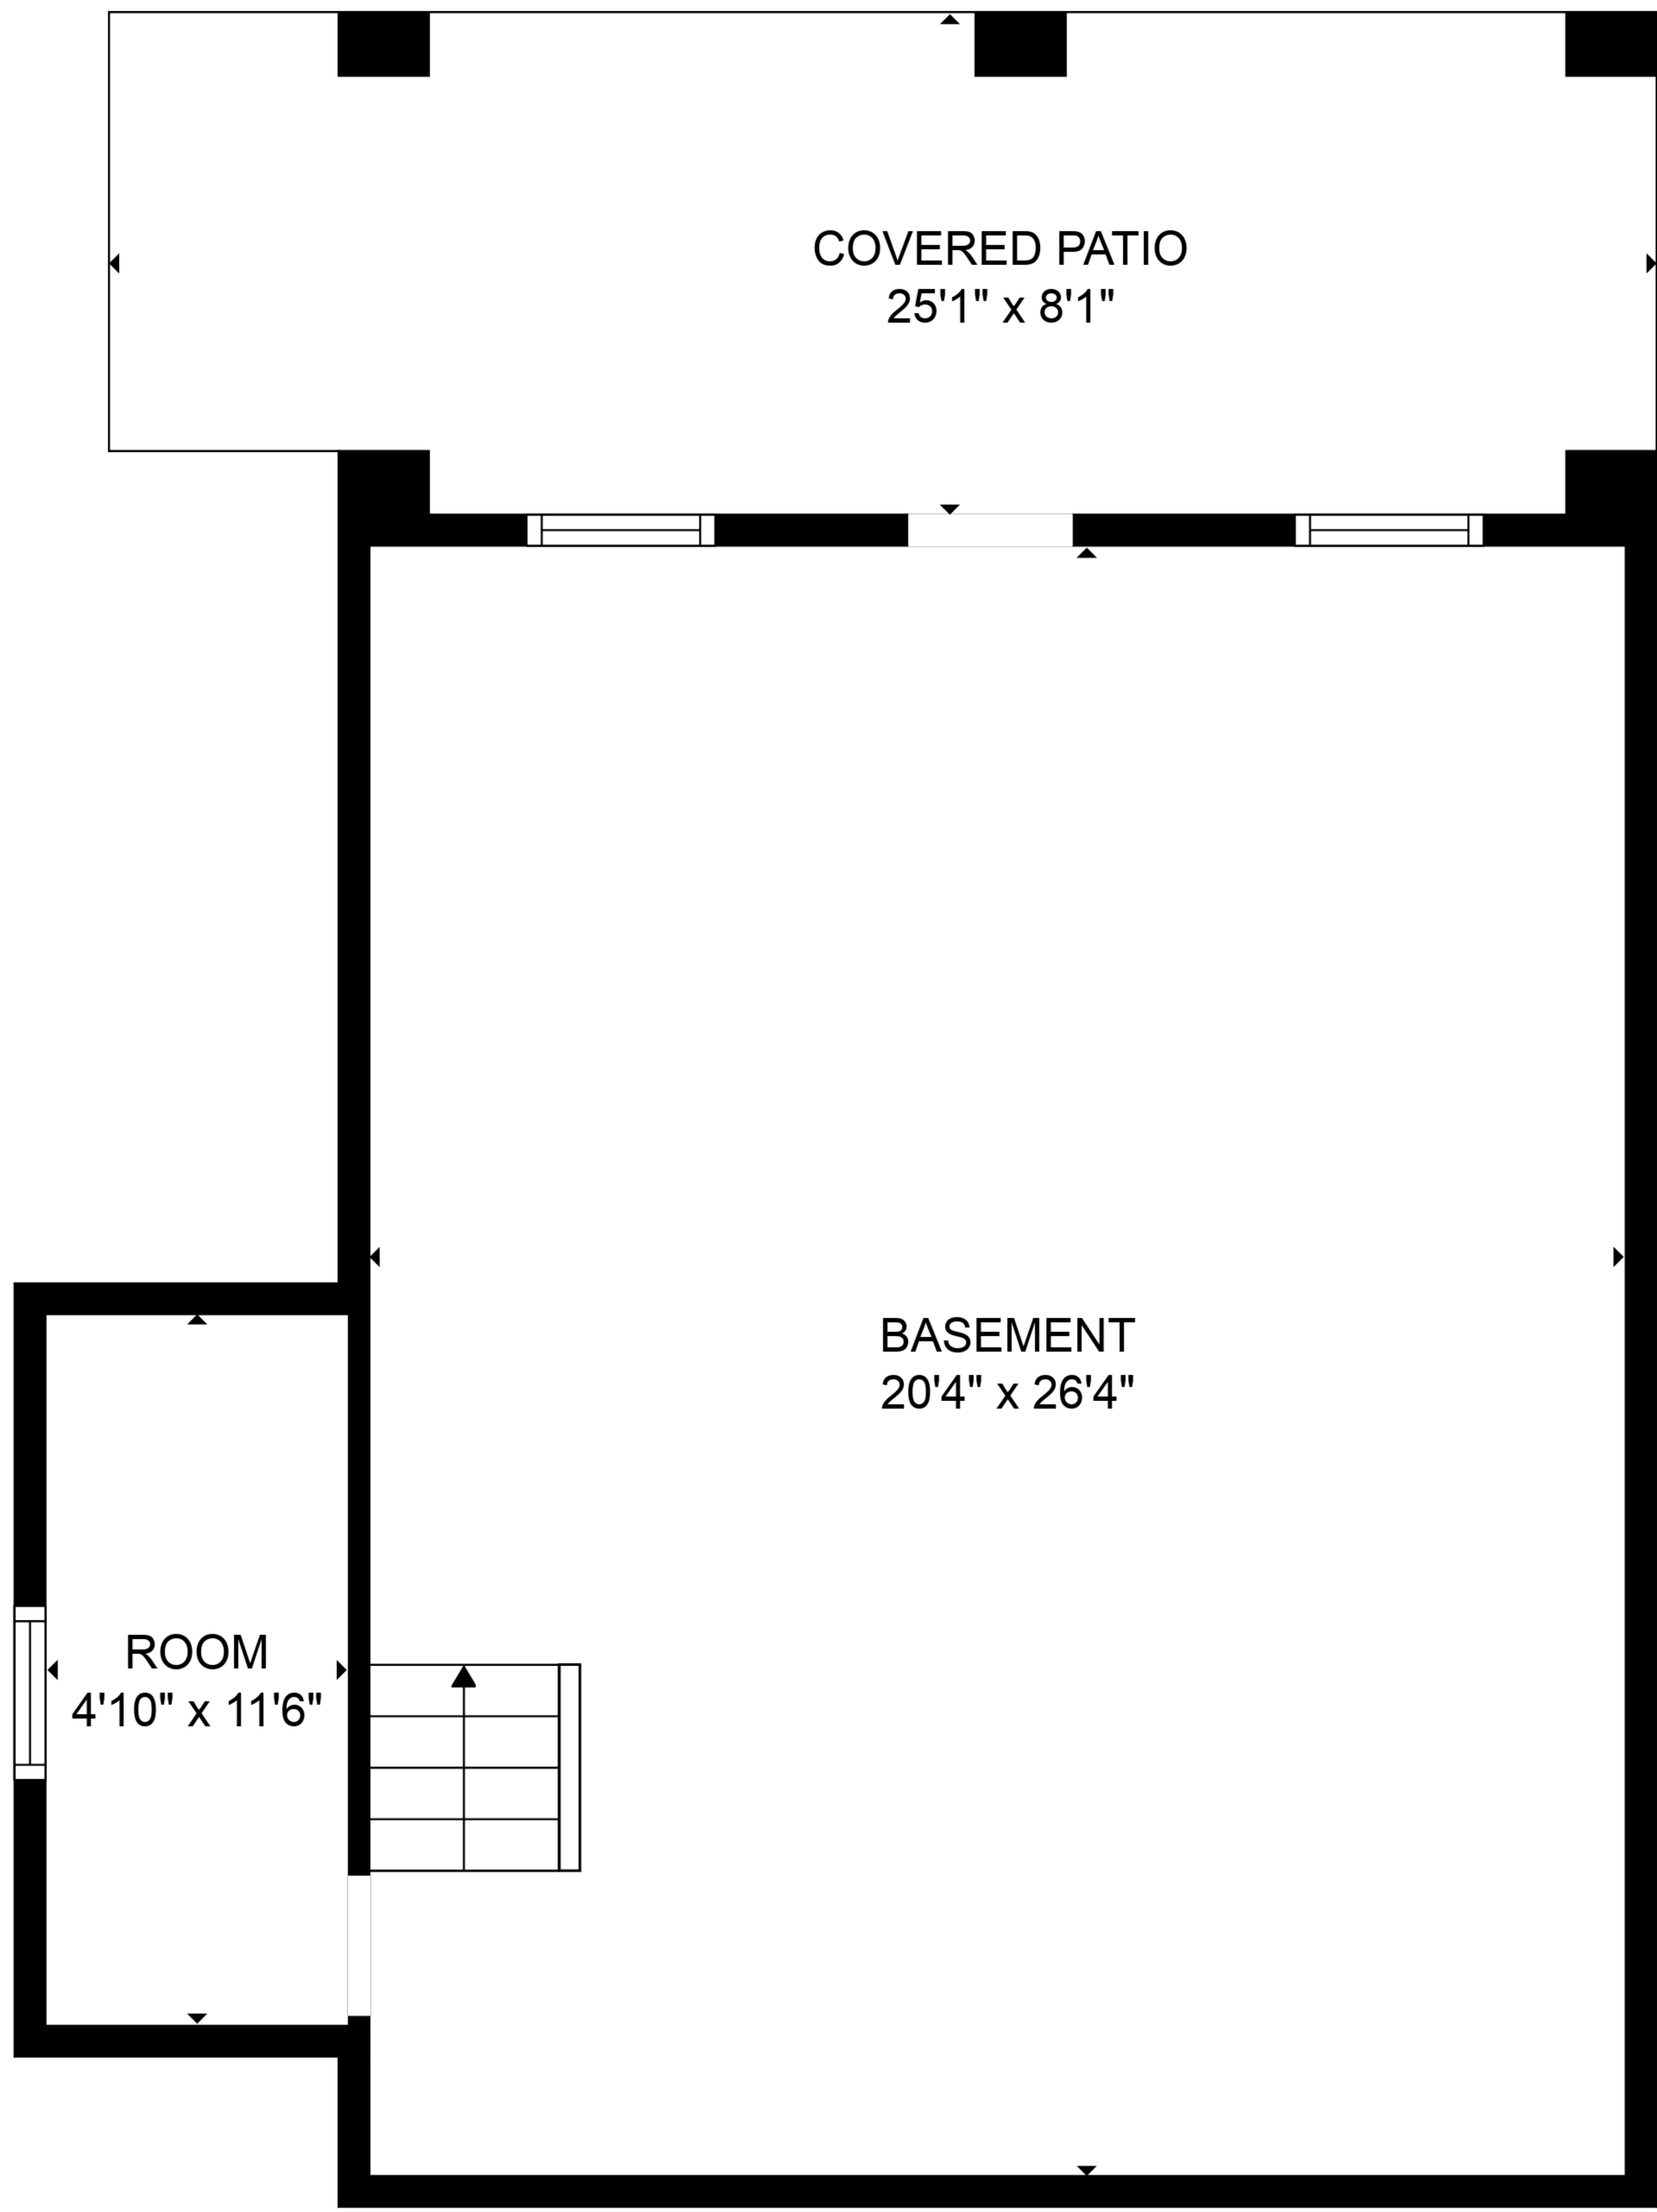 COVERED PATIO
25'1" x 8'1"
BASEMENT
20'4" x 26'4"
ROOM
4'10" x 11'6"